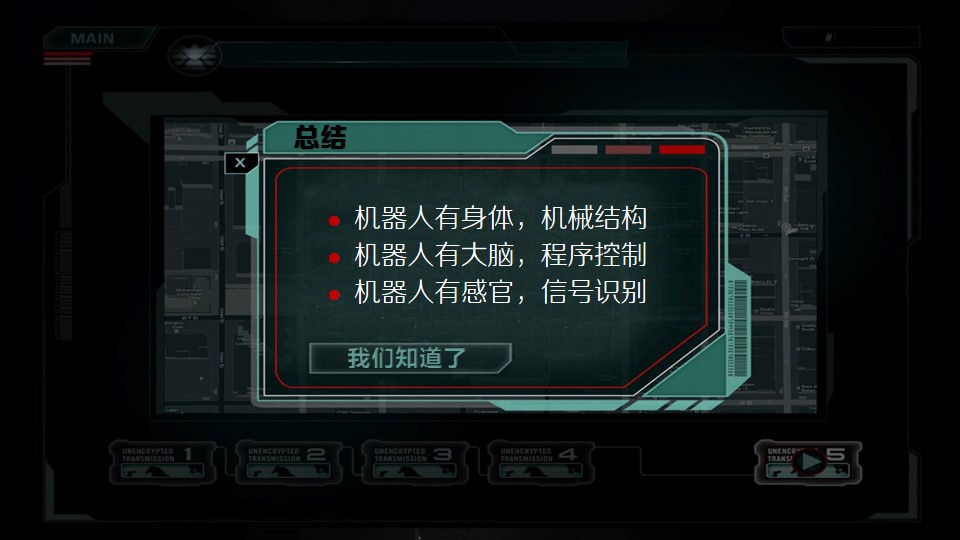 MAIN
#
总结
X
机器人有身体，机械结构
机器人有大脑，程序控制
机器人有感官，信号识别
我们知道了
UNENCRYPTED
TRANSMISSION 1
UNENCRYPTED
TRANSMISSION 2
UNENCRYPTED
TRANSMISSION 3
UNENCRYPTED
TRANSMISSION 4
5